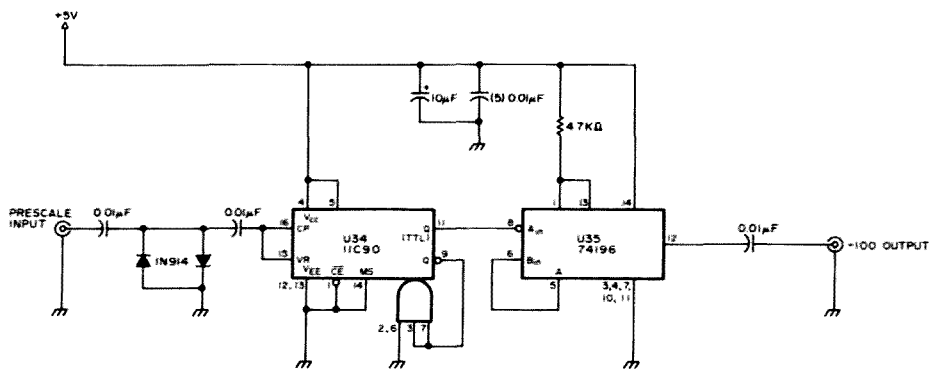 +5V
10µF
(5) 0.01µF
4.7KΩ
4
5
1
13
14
PRESCALE
INPUT
0.01µF
1N914
0.01µF
16
15
VCC
CP
VR
U34
11C90
Q
(TTL)
Q
VEE
CE
MS
11
9
12, 13
1
14
2, 6
3
7
8
6
Ain
Bin
U35
74196
A
5
3,4,7,
10, 11
12
0.01µF
÷100 OUTPUT